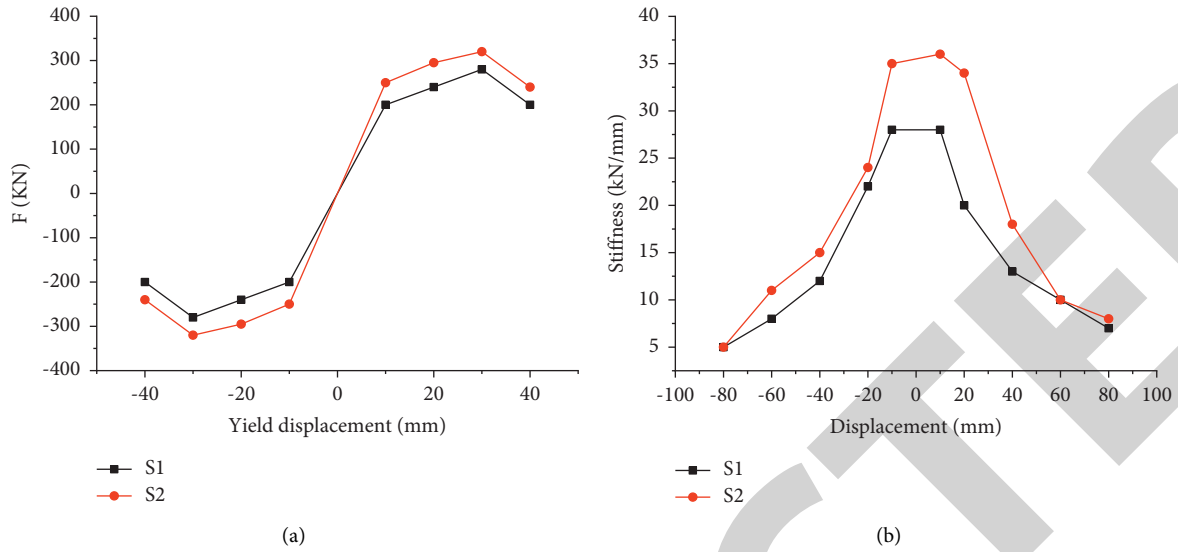 400
300
200
100
0
-100
-200
-300
-400
F (KN)
-40 -20 0 20 40
Yield displacement (mm)
S1
S2
(a)
40
35
30
25
20
15
10
5
Stiffness (kN/mm)
-100 -80 -60 -40 -20 0 20 40 60 80 100
Displacement (mm)
S1
S2
(b)